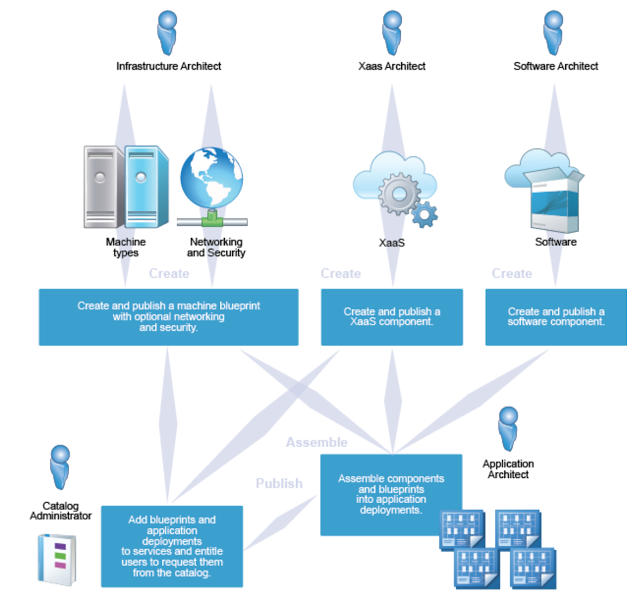 Infrastructure Architect
Xaas Architect
Software Architect
Machine
types
Networking
and Security
XaaS
Software
Create
Create
Create
Create and publish a machine blueprint
with optional networking
and security.
Create and publish a
XaaS component.
Create and publish a
software component.
Assemble
Publish
Assemble components
and blueprints
into application
deployments.
Application
Architect
Catalog
Administrator
Add blueprints and
application
deployments
to services and entitle
users to request them
from the catalog.